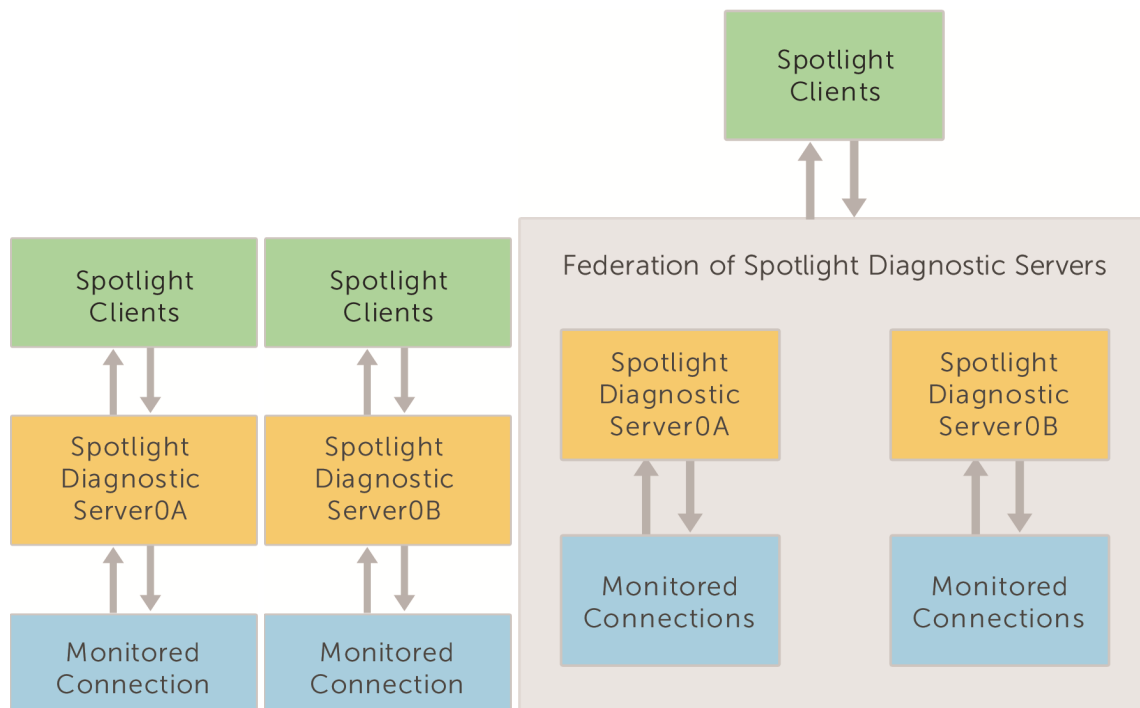 Spotlight
Clients
Spotlight
Diagnostic
Server0A
Monitored
Connection
Spotlight
Clients
Spotlight
Diagnostic
Server0B
Monitored
Connection
Spotlight
Clients
Federation of Spotlight Diagnostic Servers
Spotlight
Diagnostic
Server0A
Monitored
Connections
Spotlight
Diagnostic
Server0B
Monitored
Connections